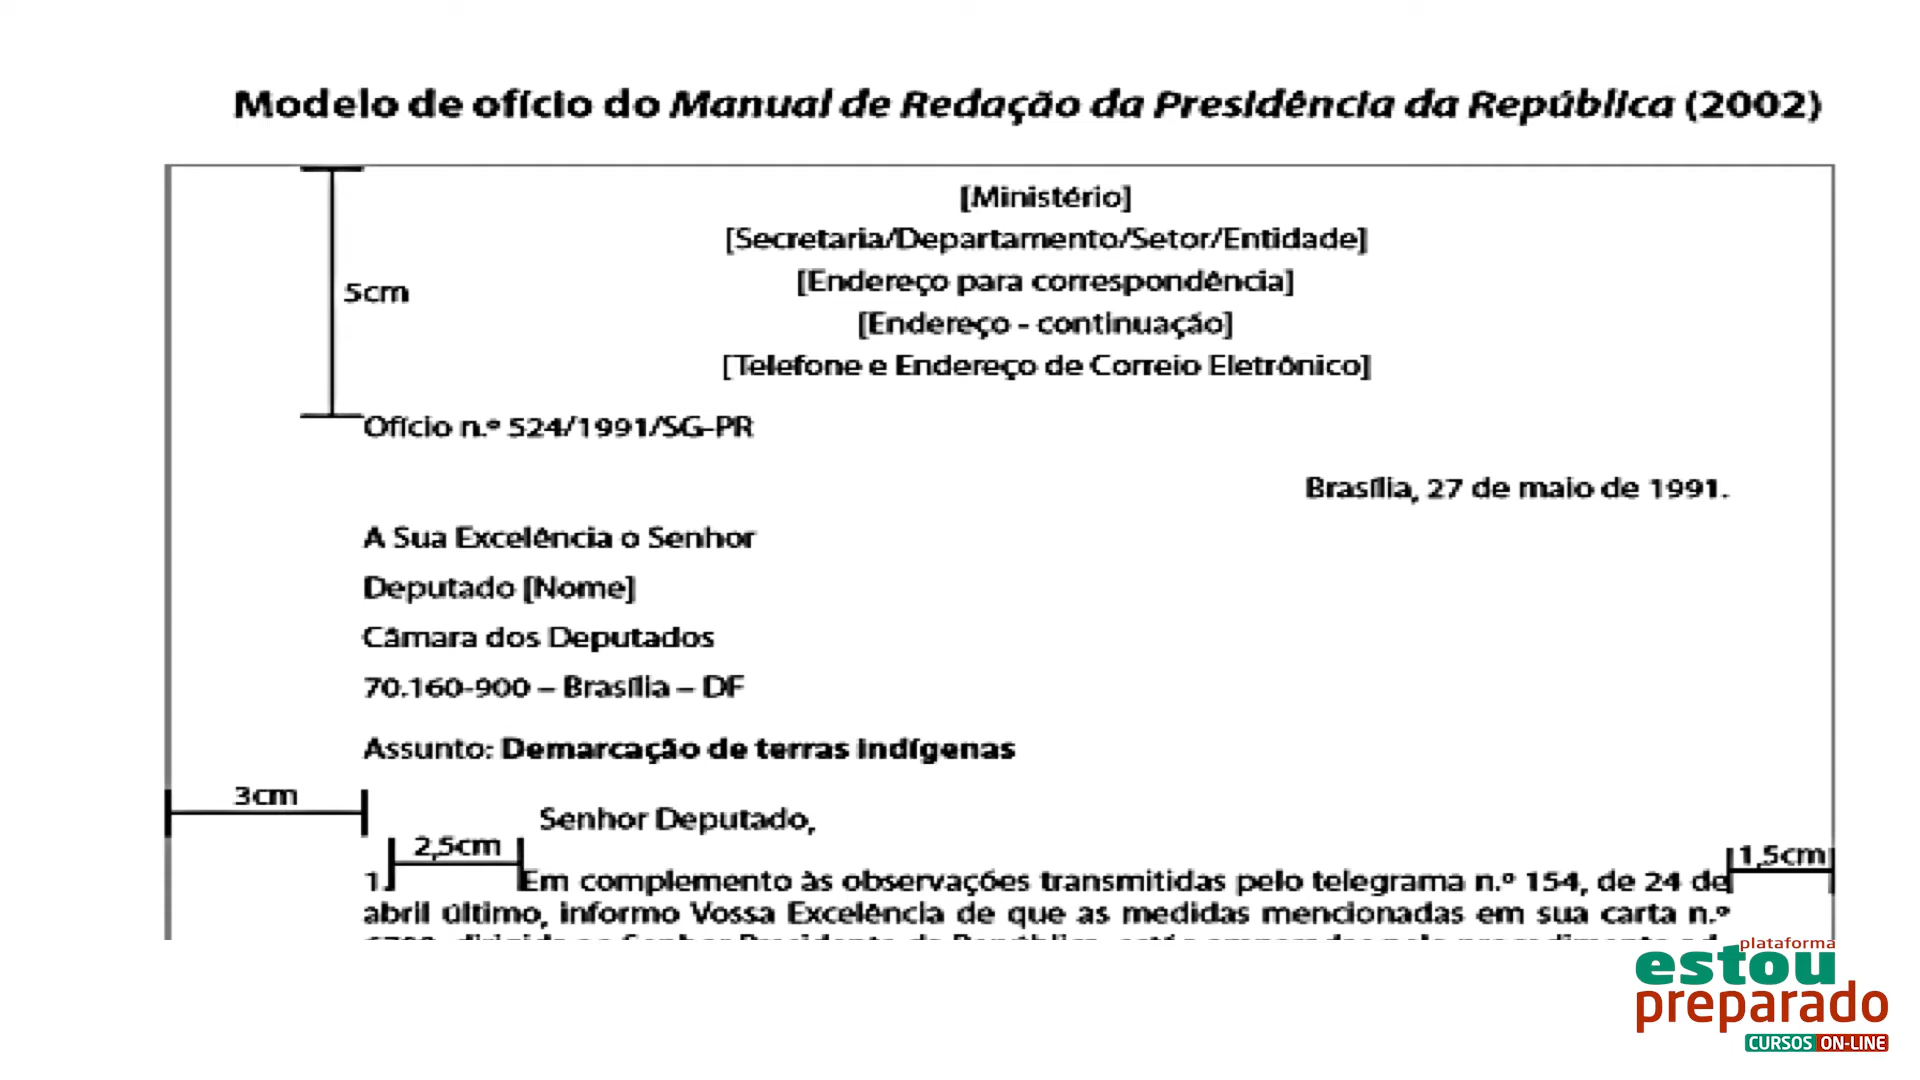 Modelo de ofício do Manual de Redação da Presidência da República (2002)
[Ministério]
[Secretaria/Departamento/Setor/Entidade]
[Endereço para correspondência]
[Endereço - continuação]
[Telefone e Endereço de Correio Eletrônico]
5cm
Ofício n.º 524/1991/SG-PR
Brasília, 27 de maio de 1991.
A Sua Excelência o Senhor
Deputado [Nome]
Câmara dos Deputados
70.160-900 – Brasília – DF
Assunto: Demarcação de terras indígenas
3cm
Senhor Deputado,
2,5cm
1,5cm
1. Em complemento às observações transmitidas pelo telegrama n.º 154, de 24 de
abril último, informo Vossa Excelência de que as medidas mencionadas em sua carta n.º
plataforma
estou
preparado
CURSOS ON-LINE